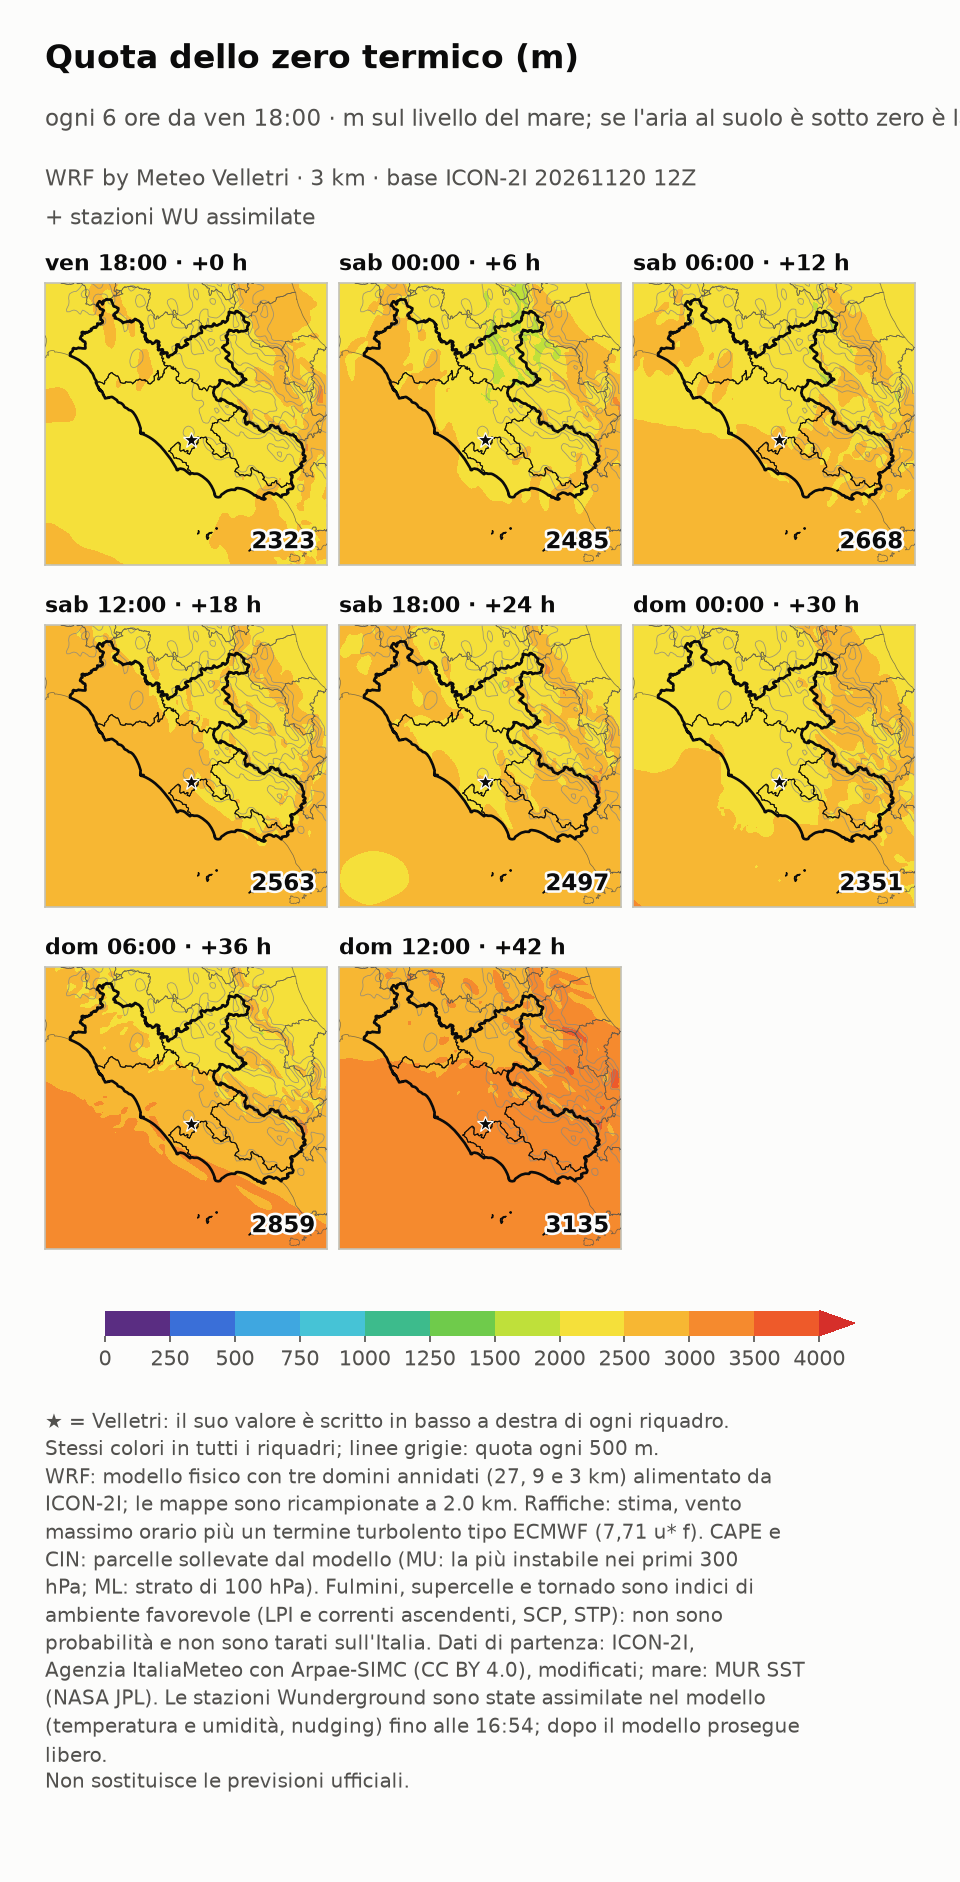 Quota dello zero termico (m)
ogni 6 ore da ven 18:00 · m sul livello del mare; se l'aria al suolo è sotto zero è l
WRF by Meteo Velletri · 3 km · base ICON-2I 20261120 12Z
+ stazioni WU assimilate
ven 18:00 · +0 h
sab 00:00 · +6 h
sab 06:00 · +12 h
2323
2485
2668
sab 12:00 · +18 h
sab 18:00 · +24 h
dom 00:00 · +30 h
2563
2497
2351
dom 06:00 · +36 h
dom 12:00 · +42 h
2859
3135
0 250 500 750 1000 1250 1500 2000 2500 3000 3500 4000
★ = Velletri: il suo valore è scritto in basso a destra di ogni riquadro.
Stessi colori in tutti i riquadri; linee grigie: quota ogni 500 m.
WRF: modello fisico con tre domini annidati (27, 9 e 3 km) alimentato da
ICON-2I; le mappe sono ricampionate a 2.0 km. Raffiche: stima, vento
massimo orario più un termine turbolento tipo ECMWF (7,71 u* f). CAPE e
CIN: parcelle sollevate dal modello (MU: la più instabile nei primi 300
hPa; ML: strato di 100 hPa). Fulmini, supercelle e tornado sono indici di
ambiente favorevole (LPI e correnti ascendenti, SCP, STP): non sono
probabilità e non sono tarati sull'Italia. Dati di partenza: ICON-2I,
Agenzia ItaliaMeteo con Arpae-SIMC (CC BY 4.0), modificati; mare: MUR SST
(NASA JPL). Le stazioni Wunderground sono state assimilate nel modello
(temperatura e umidità, nudging) fino alle 16:54; dopo il modello prosegue
libero.
Non sostituisce le previsioni ufficiali.